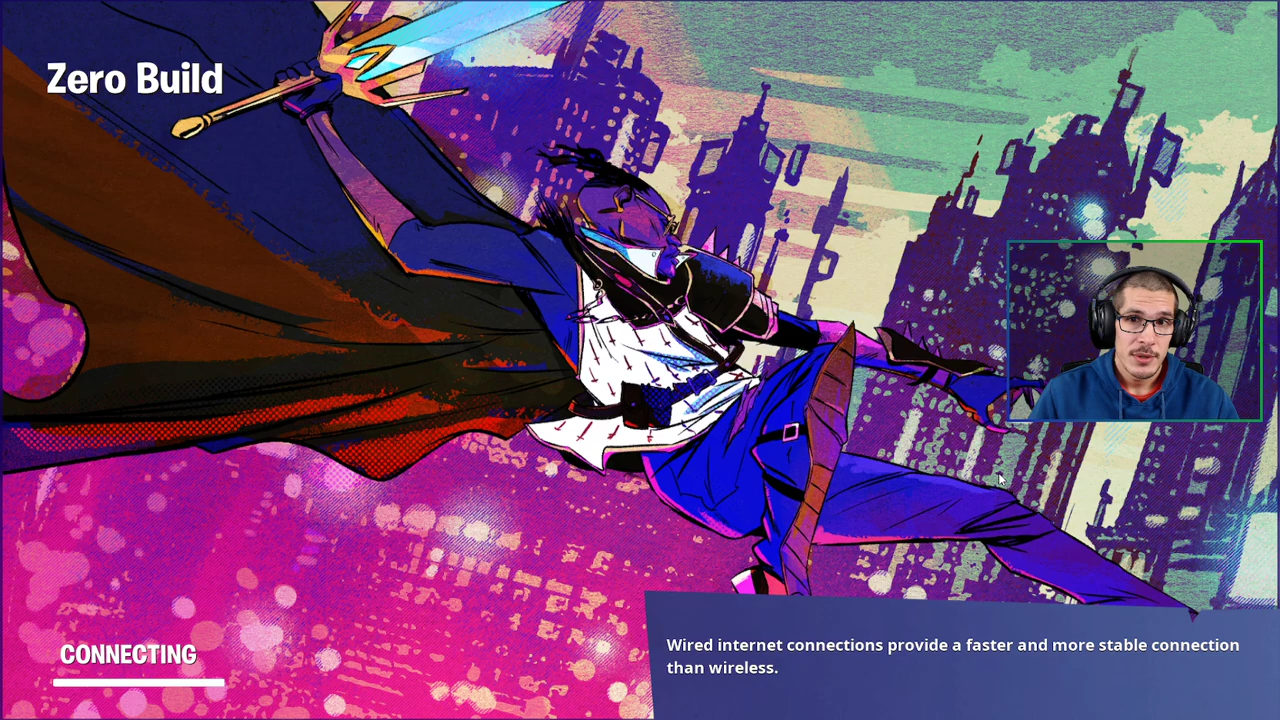 Zero Build
CONNECTING
Wired internet connections provide a faster and more stable connection
than wireless.